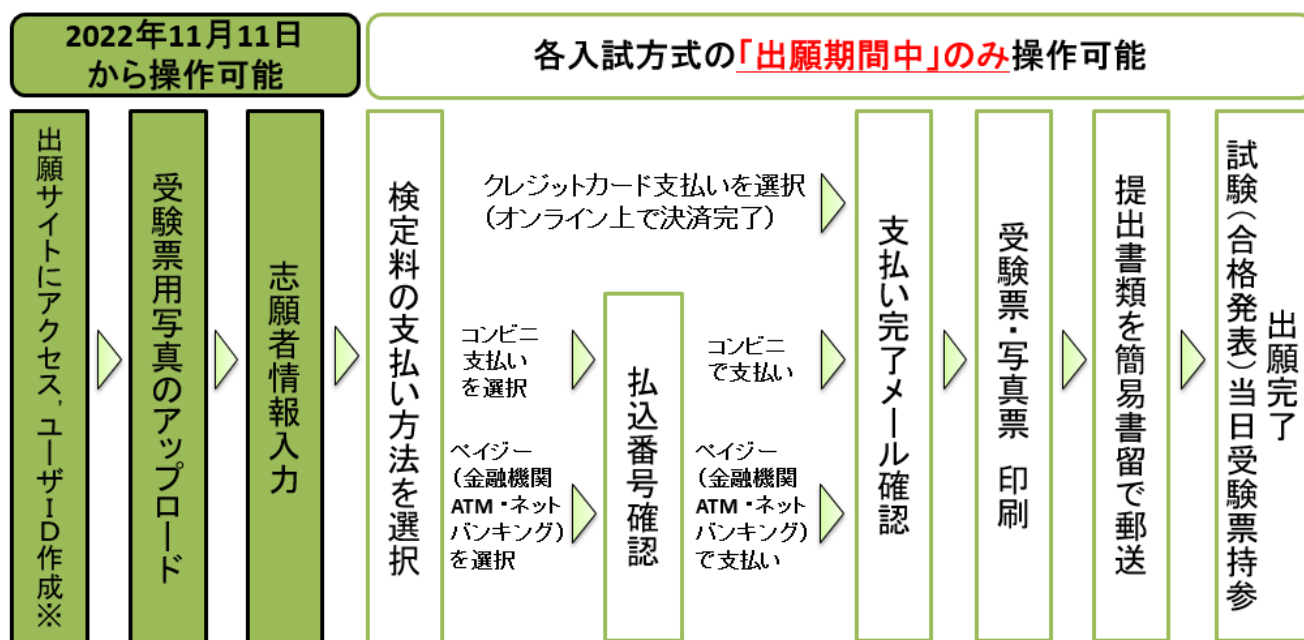 2022年11月11日
から操作可能
各入試方式の「出願期間中」のみ操作可能
出願サイトにアクセス，ユーザID作成※
受験票用写真のアップロード
志願者情報入力
検定料の支払い方法を選択
クレジットカード支払いを選択
（オンライン上で決済完了）
コンビニ
支払い
を選択
ペイジー
（金融機関
ATM・ネット
バンキング）
を選択
払込番号確認
コンビニ
で支払い
ペイジー
（金融機関
ATM・ネット
バンキング）
で支払い
支払い完了メール確認
受験票・写真票 印刷
提出書類を簡易書留で郵送
出願完了
試験（合格発表）当日受験票持参